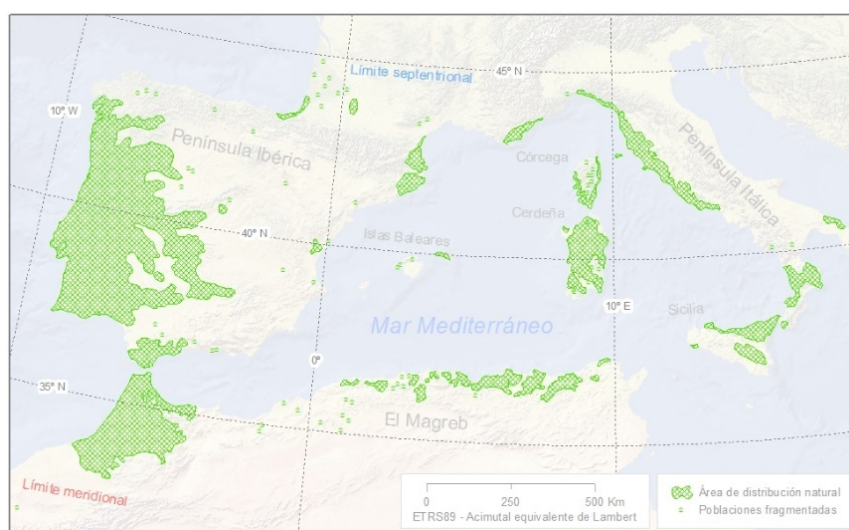 45° N
Límite septentrional
10° W
Península Ibérica
Córcega
Península Itálica
Cerdeña
40° N
Islas Baleares
10° E
Sicilia
Mar Mediterráneo
0°
35° N
El Magreb
Límite meridional
0 250 500 Km
ETRS89 - Acimutal equivalente de Lambert
Área de distribución natural
Poblaciones fragmentadas